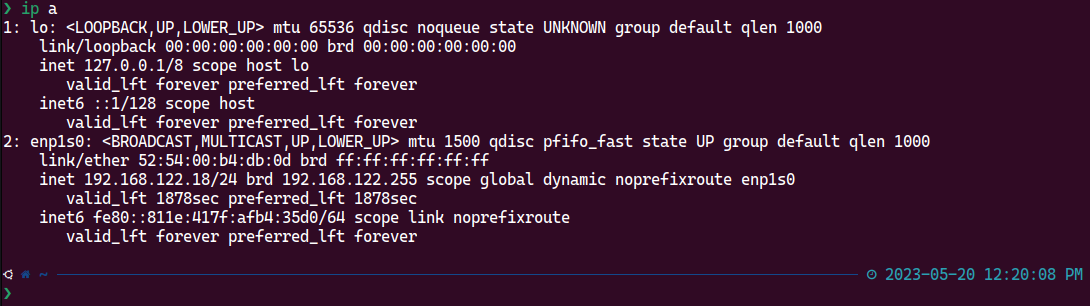 ❯ ip a
1: lo: <LOOPBACK,UP,LOWER_UP> mtu 65536 qdisc noqueue state UNKNOWN group default qlen 1000
    link/loopback 00:00:00:00:00:00 brd 00:00:00:00:00:00
    inet 127.0.0.1/8 scope host lo
       valid_lft forever preferred_lft forever
    inet6 ::1/128 scope host
       valid_lft forever preferred_lft forever
2: enp1s0: <BROADCAST,MULTICAST,UP,LOWER_UP> mtu 1500 qdisc pfifo_fast state UP group default qlen 1000
    link/ether 52:54:00:b4:db:0d brd ff:ff:ff:ff:ff:ff
    inet 192.168.122.18/24 brd 192.168.122.255 scope global dynamic noprefixroute enp1s0
       valid_lft 1878sec preferred_lft 1878sec
    inet6 fe80::811e:417f:afb4:35d0/64 scope link noprefixroute
       valid_lft forever preferred_lft forever
~ 2023-05-20 12:20:08 PM
❯